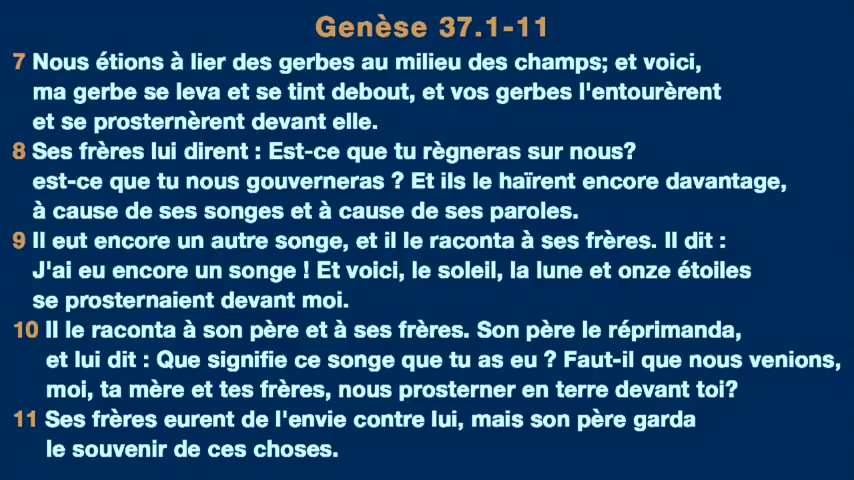 Genèse 37.1-11
7 Nous étions à lier des gerbes au milieu des champs; et voici,
ma gerbe se leva et se tint debout, et vos gerbes l'entourèrent
et se prosternèrent devant elle.
8 Ses frères lui dirent : Est-ce que tu règneras sur nous?
est-ce que tu nous gouverneras ? Et ils le haïrent encore davantage,
à cause de ses songes et à cause de ses paroles.
9 Il eut encore un autre songe, et il le raconta à ses frères. Il dit :
J'ai eu encore un songe ! Et voici, le soleil, la lune et onze étoiles
se prosternaient devant moi.
10 Il le raconta à son père et à ses frères. Son père le réprimanda,
et lui dit : Que signifie ce songe que tu as eu ? Faut-il que nous venions,
moi, ta mère et tes frères, nous prosterner en terre devant toi?
11 Ses frères eurent de l'envie contre lui, mais son père garda
le souvenir de ces choses.